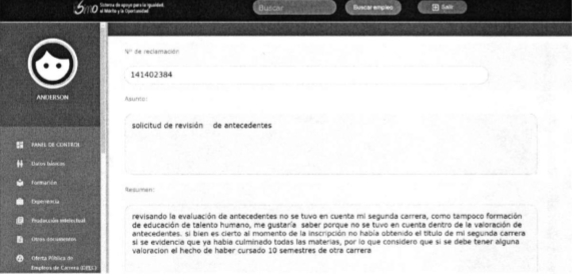 Simo Sistema de apoyo para la Igualdad,
el Mérito y la Oportunidad
Buscar
Buscar empleo
Salir
N° de reclamación
141402384
Asunto:
solicitud de revisión de antecedentes
ANDERSON
PANEL DE CONTROL
Datos básicos
Formación
Experiencia
Producción intelectual
Otros documentos
Oferta Pública de
Empleos de Carrera (OPEC)
Resumen:
revisando la evaluación de antecedentes no se tuvo en cuenta mi segunda carrera, como tampoco formación
de educación de talento humano, me gustaría saber porque no se tuvo en cuenta dentro de la valoración de
antecedentes. si bien es cierto al momento de la inscripción no había obtenido el titulo de mi segunda carrera
si se evidencia que ya había culminado todas las materias, por lo que considero que si se debe tener alguna
valoracion el hecho de haber cursado 10 semestres de otra carrera